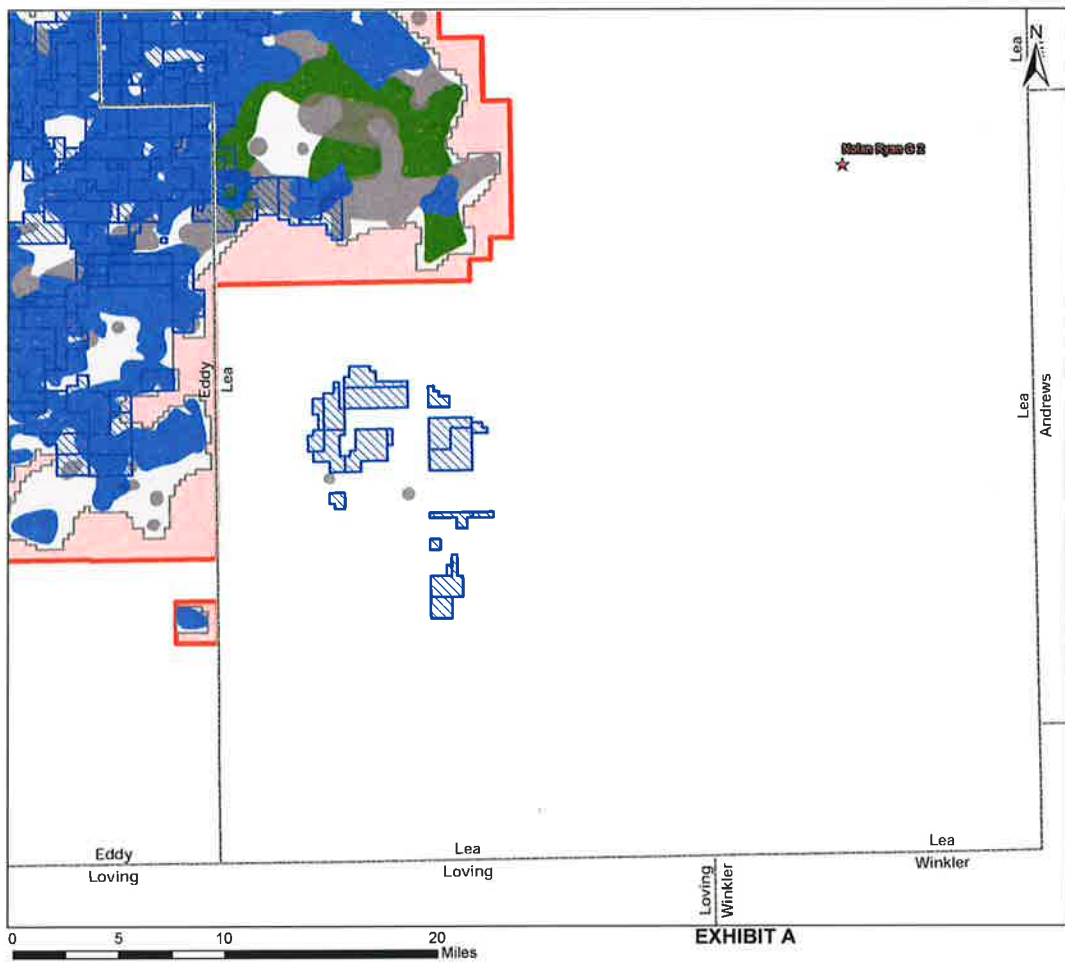 N
Lea
Nolan Ryan G 2
Eddy
Lea
Lea
Andrews
Eddy
Loving
Lea
Loving
Lea
Winkler
Loving
Winkler
0 5 10 20
Miles
EXHIBIT A